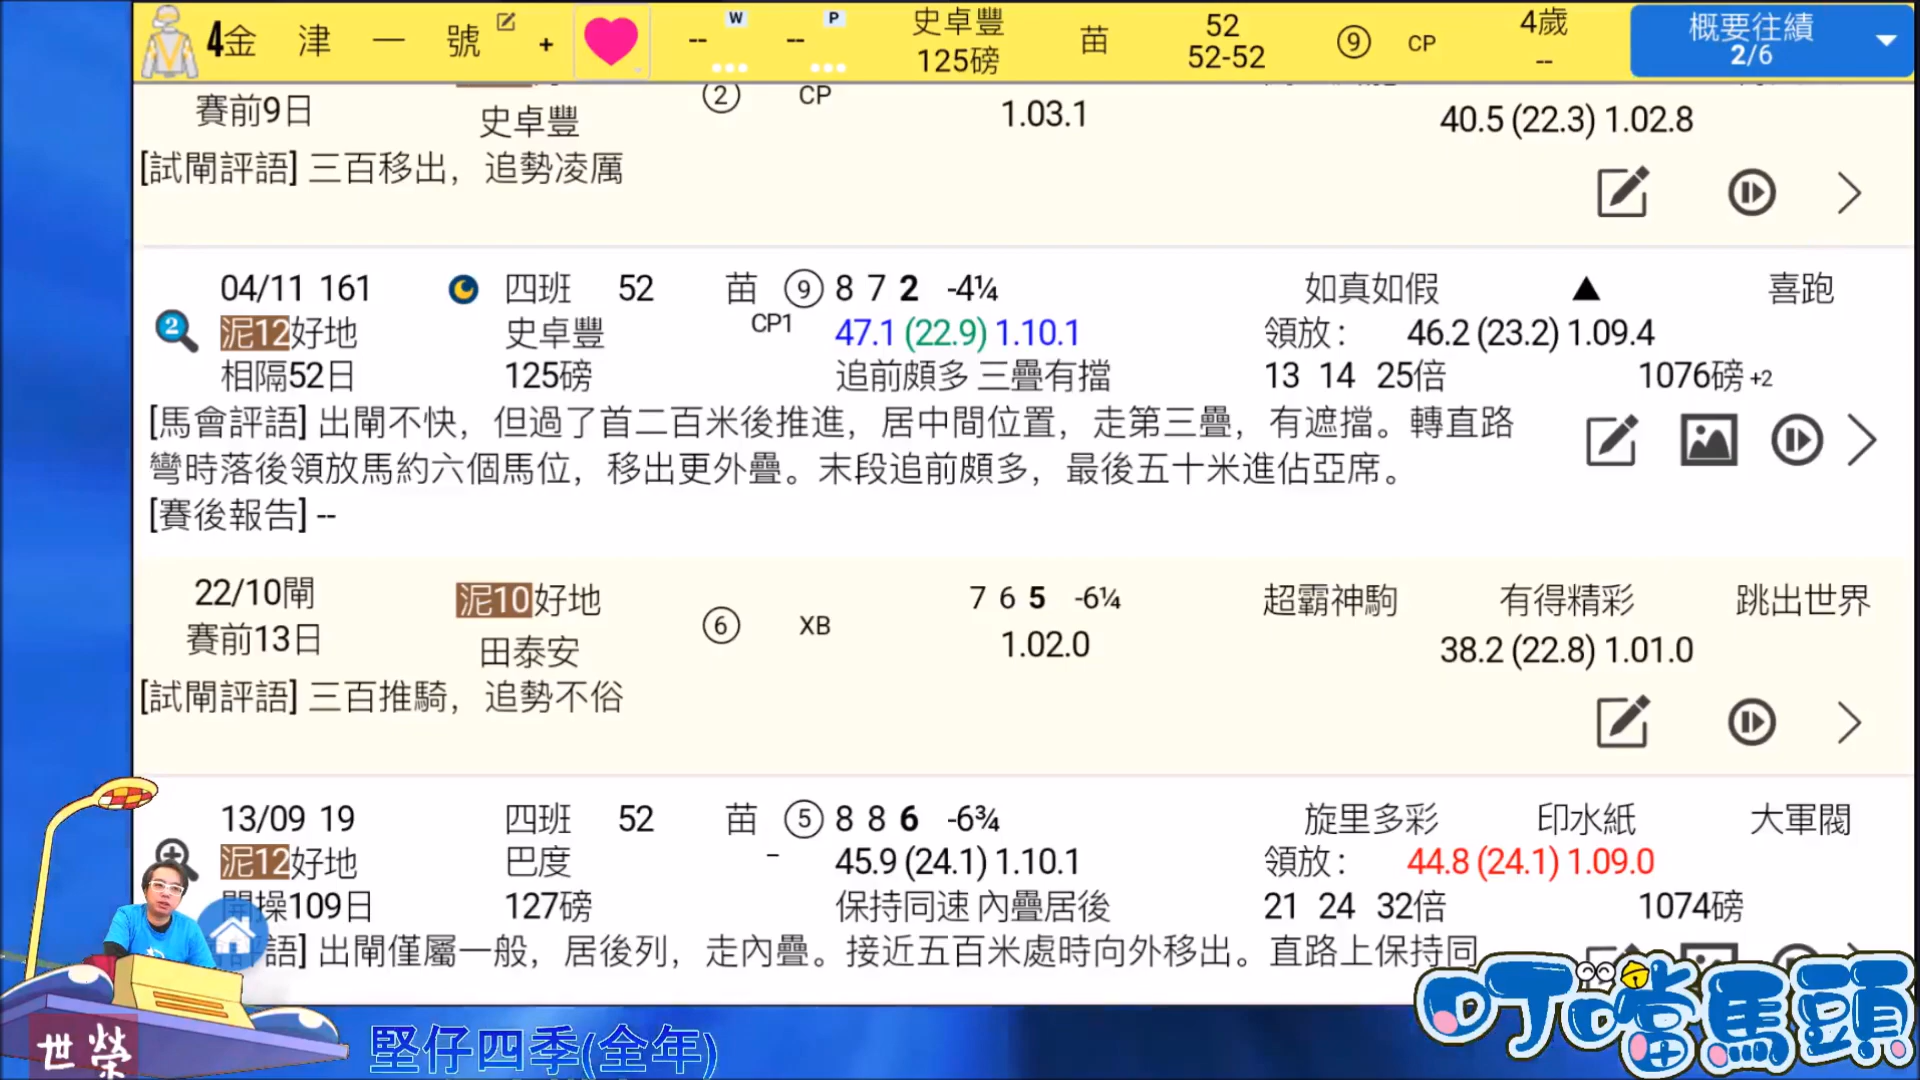 4金津一號 + -- W -- P 史卓豐 苗 52 ⑨ CP 4歲 概要往績
125磅 52-52 -- 2/6
賽前9日 史卓豐 ② CP 1.03.1 40.5 (22.3) 1.02.8
[試閘評語] 三百移出，追勢凌厲
04/11 161 四班 52 苗 ⑨ 8 7 2 -4¼ 如真如假 ▲ 喜跑
2 泥12好地 史卓豐 CP1 47.1 (22.9) 1.10.1 領放： 46.2 (23.2) 1.09.4
相隔52日 125磅 追前頗多 三疊有擋 13 14 25倍 1076磅 +2
[馬會評語] 出閘不快，但過了首二百米後推進，居中間位置，走第三疊，有遮擋。轉直路
彎時落後領放馬約六個馬位，移出更外疊。末段追前頗多，最後五十米進佔亞席。
[賽後報告] --
22/10閘 泥10好地 7 6 5 -6¼ 超霸神駒 有得精彩 跳出世界
賽前13日 田泰安 ⑥ XB 1.02.0 38.2 (22.8) 1.01.0
[試閘評語] 三百推騎，追勢不俗
13/09 19 四班 52 苗 ⑤ 8 8 6 -6¾ 旋里多彩 印水紙 大軍閥
泥12好地 巴度 - 45.9 (24.1) 1.10.1 領放： 44.8 (24.1) 1.09.0
開操109日 127磅 保持同速 內疊居後 21 24 32倍 1074磅
評語] 出閘僅屬一般，居後列，走內疊。接近五百米處時向外移出。直路上保持同
叮噹馬頭
世榮
堅仔四季(全年)